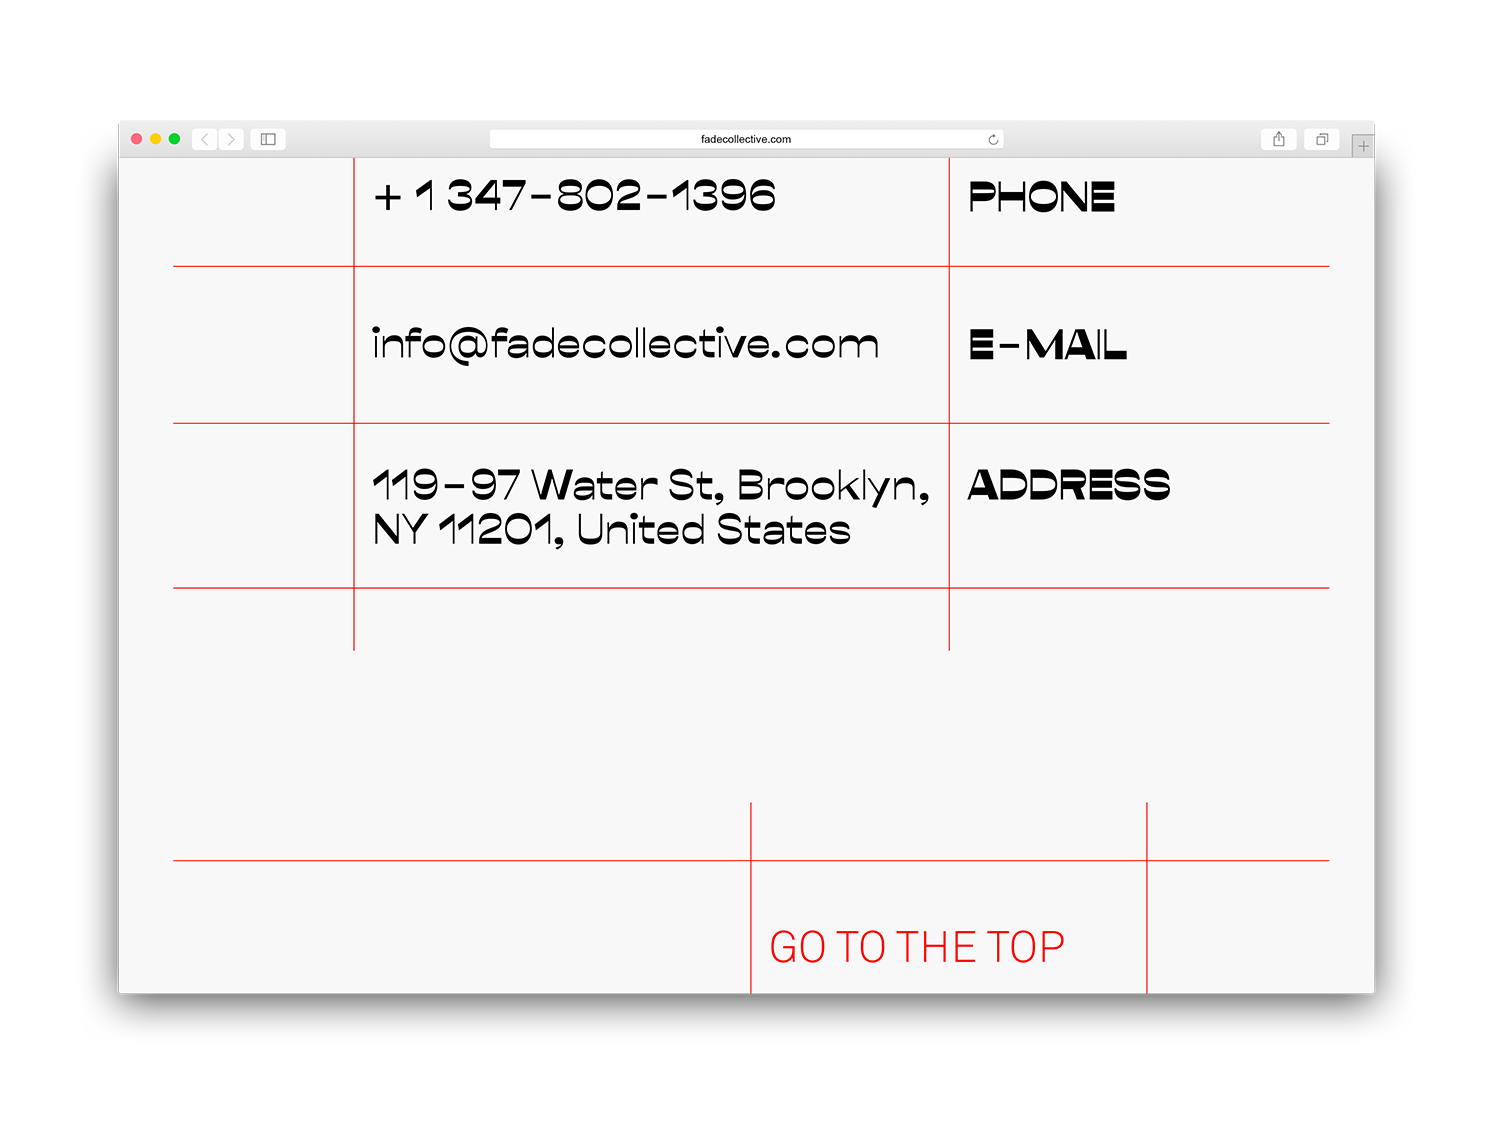 fadecollective.com
+ 1 347-802-1396
PHONE
info@fadecollective.com
E-MAIL
119-97 Water St, Brooklyn,
NY 11201, United States
ADDRESS
GO TO THE TOP